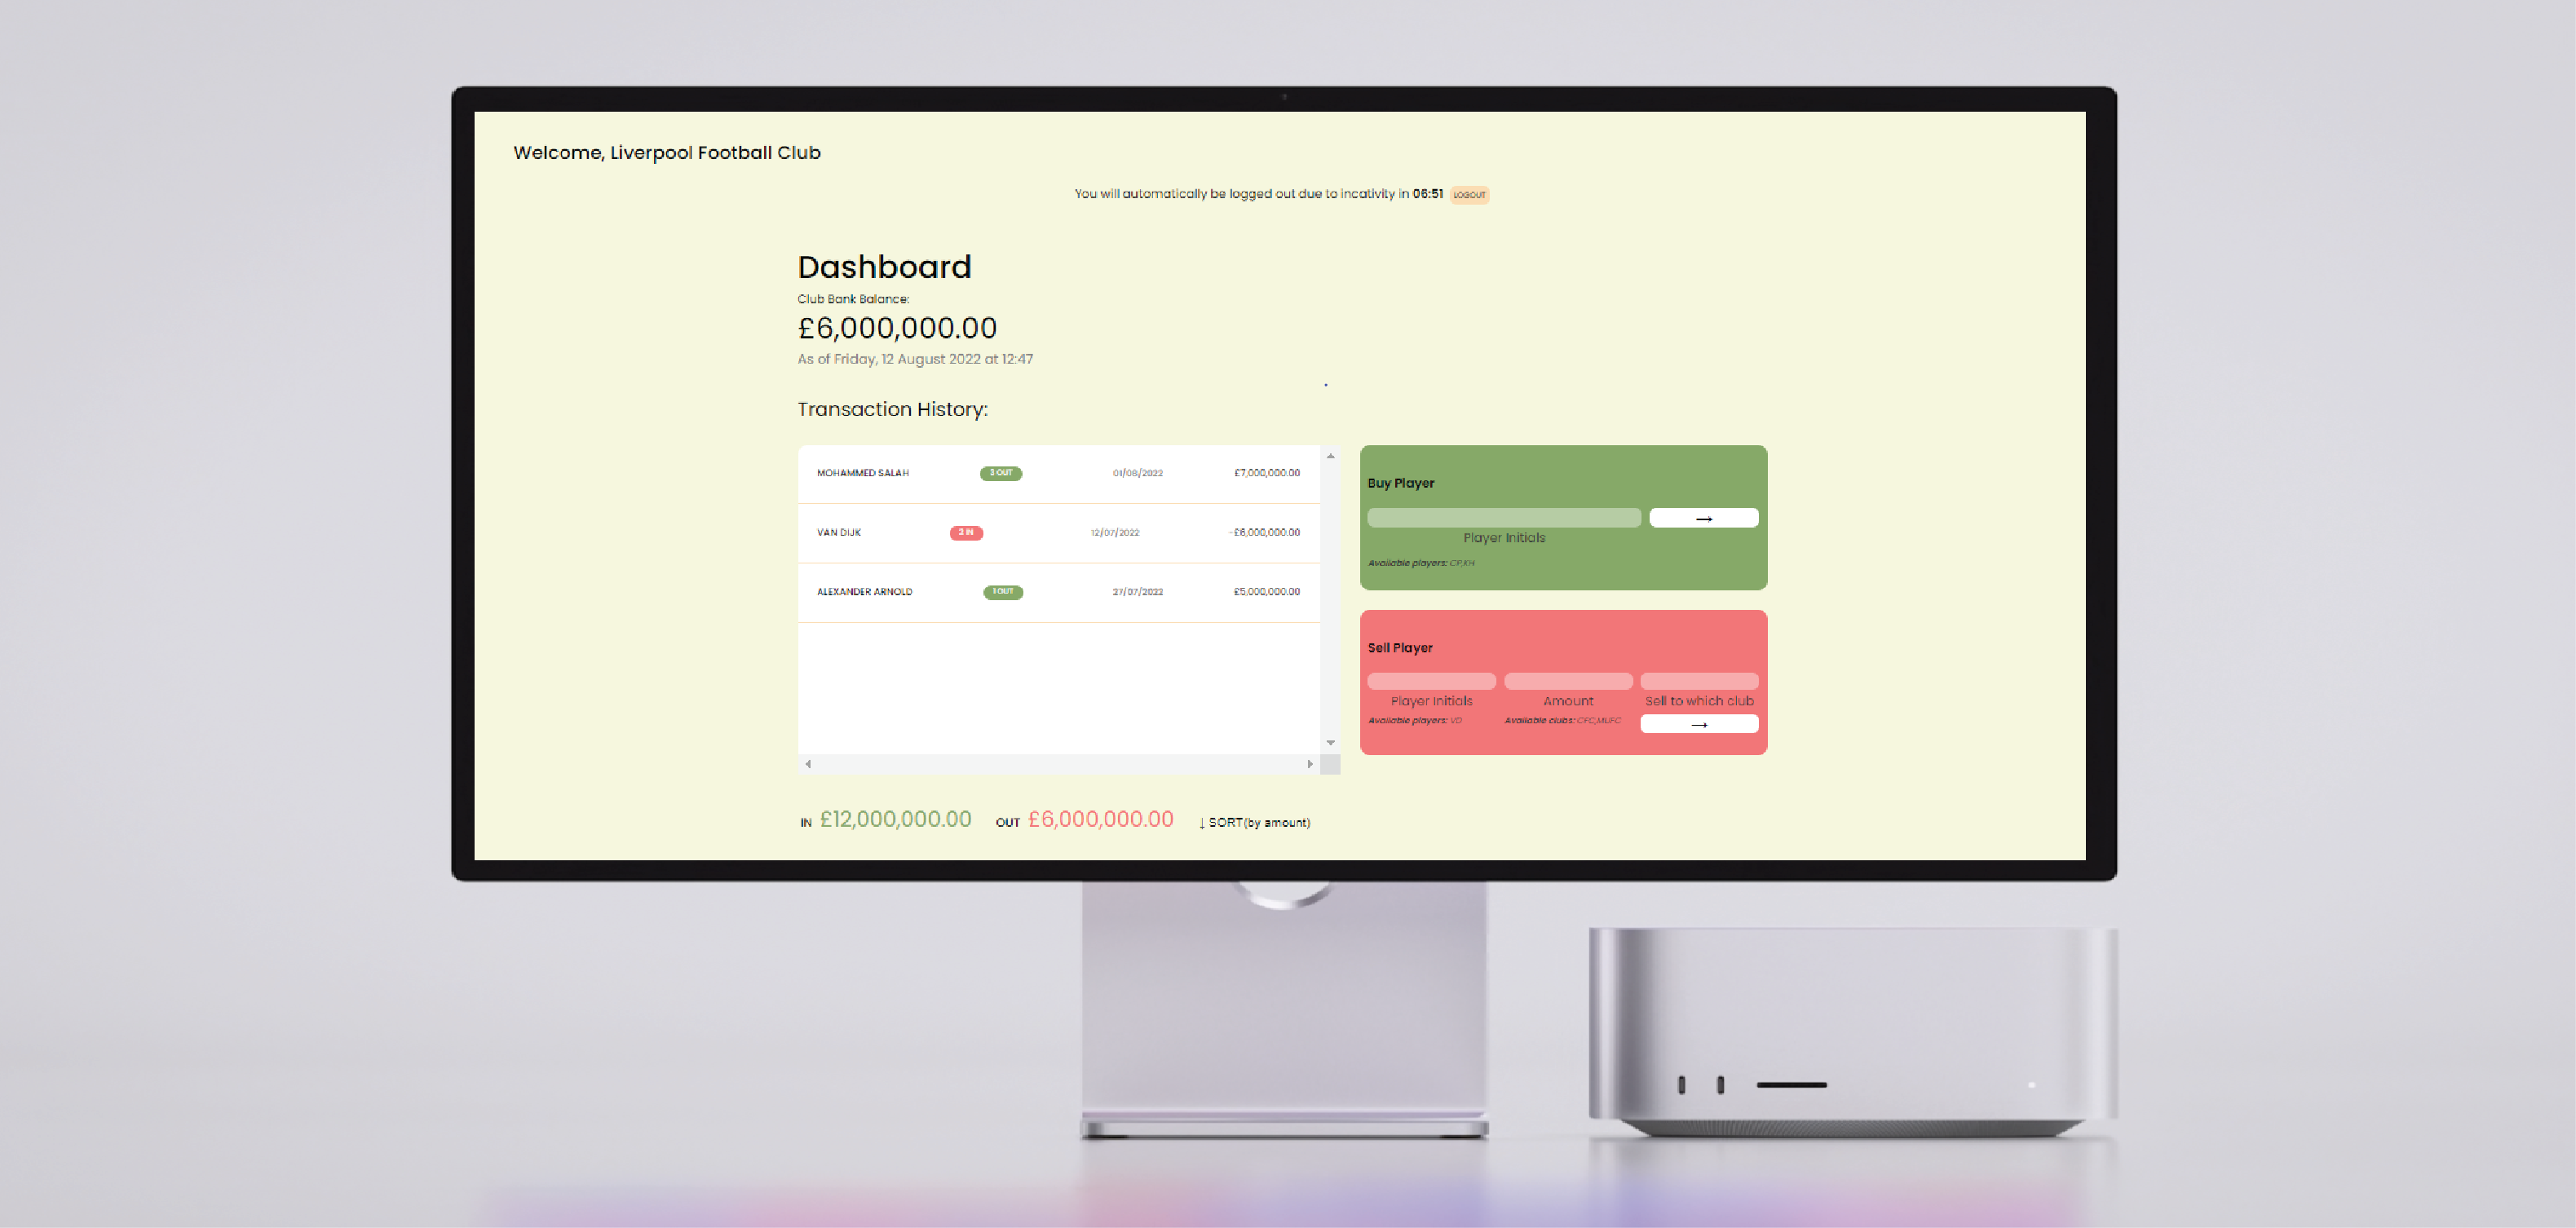 Welcome, Liverpool Football Club
You will automatically be logged out due to incativity in 06:51 LOGOUT
Dashboard
Club Bank Balance:
£6,000,000.00
As of Friday, 12 August 2022 at 12:47
Transaction History:
MOHAMMED SALAH 3 OUT 01/08/2022 £7,000,000.00
VAN DIJK 2 IN 12/07/2022 -£6,000,000.00
ALEXANDER ARNOLD 1 OUT 27/07/2022 £5,000,000.00
Buy Player
→
Player Initials
Available players: CP,KH
Sell Player
Player Initials Amount Sell to which club
Available players: VD Available clubs: CFC,MUFC →
IN £12,000,000.00 OUT £6,000,000.00 ↓ SORT(by amount)